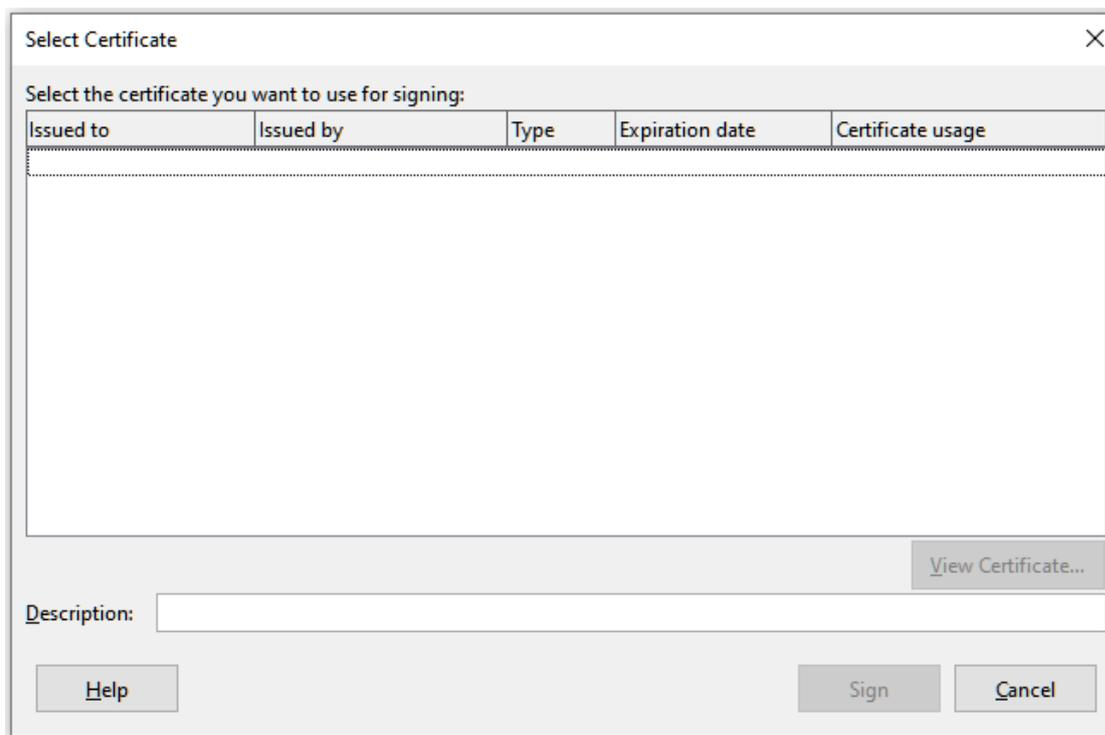 Select Certificate
Select the certificate you want to use for signing:
Issued to Issued by Type Expiration date Certificate usage
View Certificate...
Description:
Help Sign Cancel